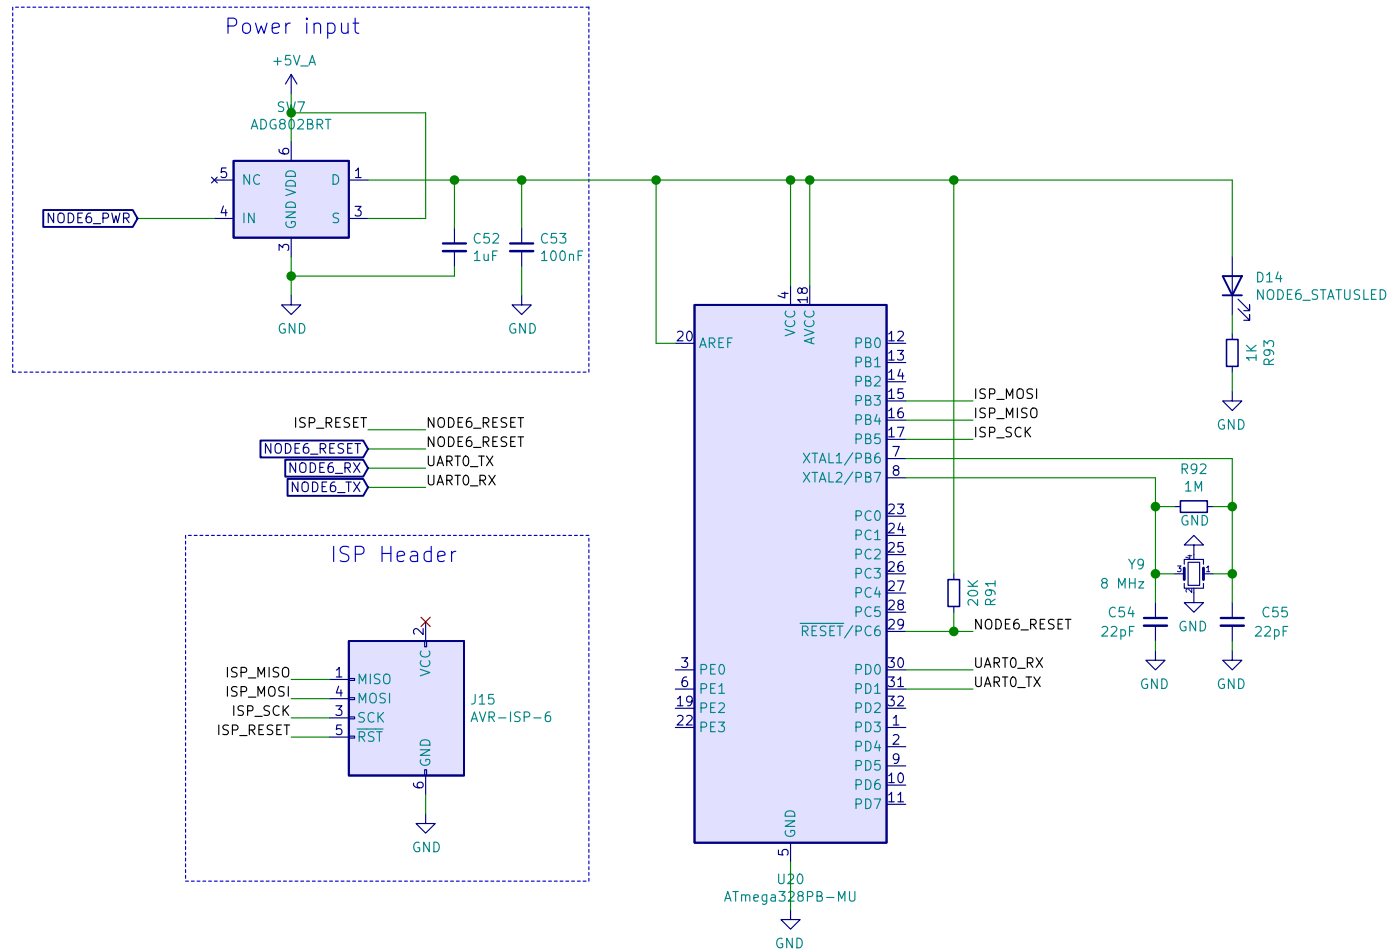 Power input
+5V_A
SW7
ADG802BRT
6
5
NC
VDD
D
1
NODE6_PWR
4
IN
GND
S
3
3
C52
1uF
C53
100nF
GND
GND
D14
NODE6_STATUSLED
1K
R93
GND
4
18
VCC
AVCC
20
AREF
PB0
12
PB1
13
PB2
14
PB3
15
ISP_MOSI
PB4
16
ISP_MISO
PB5
17
ISP_SCK
XTAL1/PB6
7
XTAL2/PB7
8
PC0
23
PC1
24
PC2
25
PC3
26
PC4
27
PC5
28
RESET/PC6
29
NODE6_RESET
20K
R91
3
PE0
6
PE1
19
PE2
22
PE3
PD0
30
UART0_RX
PD1
31
UART0_TX
PD2
32
PD3
1
PD4
2
PD5
9
PD6
10
PD7
11
GND
5
U20
ATmega328PB-MU
GND
R92
1M
GND
Y9
8 MHz
4
3
1
2
GND
C54
22pF
C55
22pF
GND
GND
ISP_RESET
NODE6_RESET
NODE6_RESET
NODE6_RESET
NODE6_RX
UART0_TX
NODE6_TX
UART0_RX
ISP Header
2
VCC
ISP_MISO
1
MISO
ISP_MOSI
4
MOSI
ISP_SCK
3
SCK
ISP_RESET
5
RST
J15
AVR-ISP-6
GND
6
GND